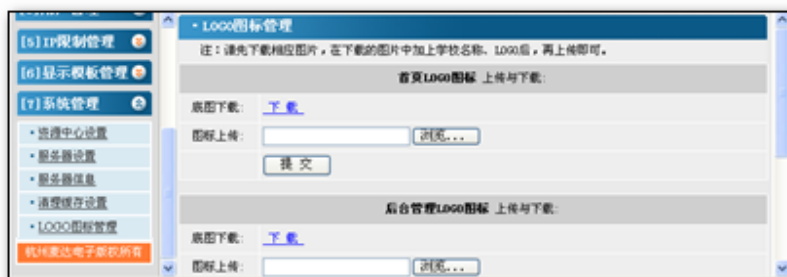 [5]IP限制管理
[6]显示模板管理
[7]系统管理
·资源中心设置
·服务器设置
·服务器信息
·清理缓存设置
·LOGO图标管理
杭州麦达电子版权所有
·LOGO图标管理
注:请先下载相应图片,在下载的图片中加上学校名称、LOGO后,再上传即可。
首页LOGO图标 上传与下载:
底图下载: 下 载
图标上传: 浏览...
提 交
后台管理LOGO图标 上传与下载:
底图下载: 下 载
图标上传: 浏览...